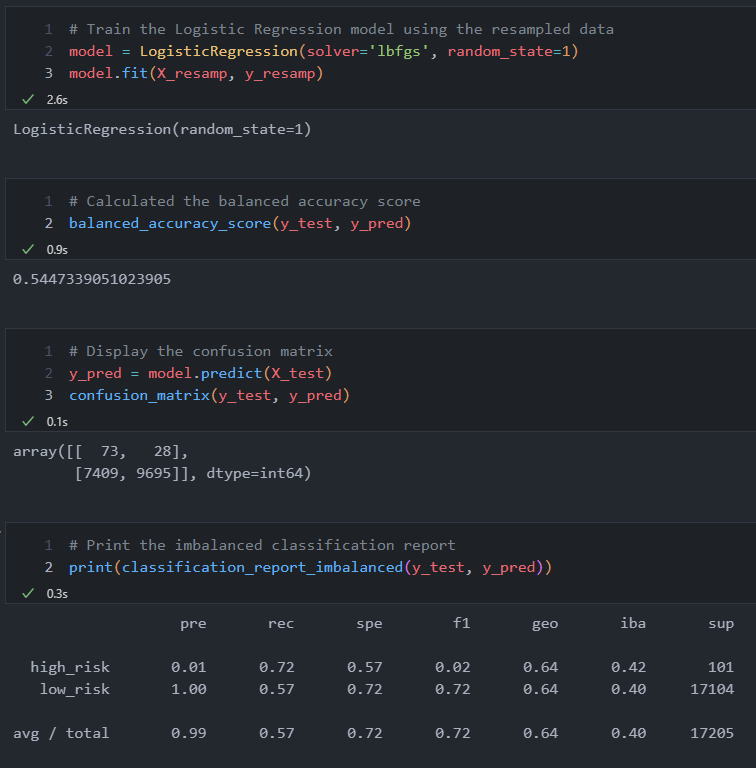 1 # Train the Logistic Regression model using the resampled data
2 model = LogisticRegression(solver='lbfgs', random_state=1)
3 model.fit(X_resamp, y_resamp)
✓ 2.6s
LogisticRegression(random_state=1)
1 # Calculated the balanced accuracy score
2 balanced_accuracy_score(y_test, y_pred)
✓ 0.9s
0.5447339051023905
1 # Display the confusion matrix
2 y_pred = model.predict(X_test)
3 confusion_matrix(y_test, y_pred)
✓ 0.1s
array([[  73,   28],
       [7409, 9695]], dtype=int64)
1 # Print the imbalanced classification report
2 print(classification_report_imbalanced(y_test, y_pred))
✓ 0.3s
pre rec spe f1 geo iba sup
high_risk 0.01 0.72 0.57 0.02 0.64 0.42 101
low_risk 1.00 0.57 0.72 0.72 0.64 0.40 17104
avg / total 0.99 0.57 0.72 0.72 0.64 0.40 17205